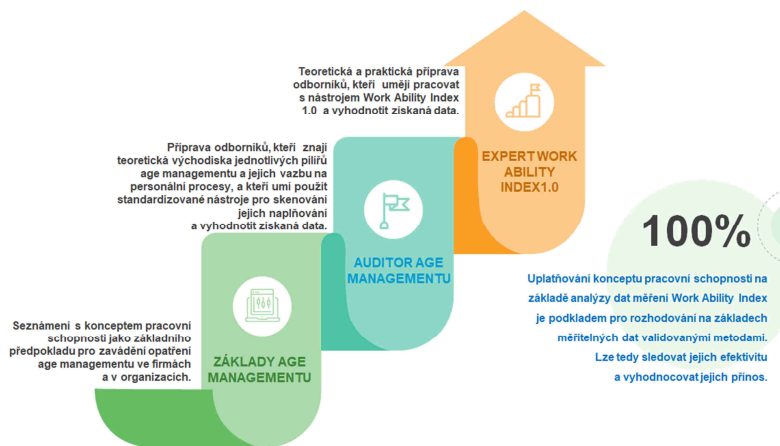 Teoretická a praktická příprava
odborníků, kteří umějí pracovat
s nástrojem Work Ability Index
1.0 a vyhodnotit získaná data.
EXPERT WORK
ABILITY
INDEX1.0
Příprava odborníků, kteří znají
teoretická východiska jednotlivých pilířů
age managementu a jejich vazbu na
personální procesy, a kteří umí použít
standardizované nástroje pro skenování
jejich naplňování
a vyhodnotit získaná data.
AUDITOR AGE
MANAGEMENTU
Seznámení s konceptem pracovní
schopnosti jako základního
předpokladu pro zavádění opatření
age managementu ve firmách
a v organizacích.
ZÁKLADY AGE
MANAGEMENTU
100%
Uplatňování konceptu pracovní schopnosti na
základě analýzy dat měření Work Ability Index
je podkladem pro rozhodování na základech
měřitelných dat validovanými metodami.
Lze tedy sledovat jejich efektivitu
a vyhodnocovat jejich přínos.